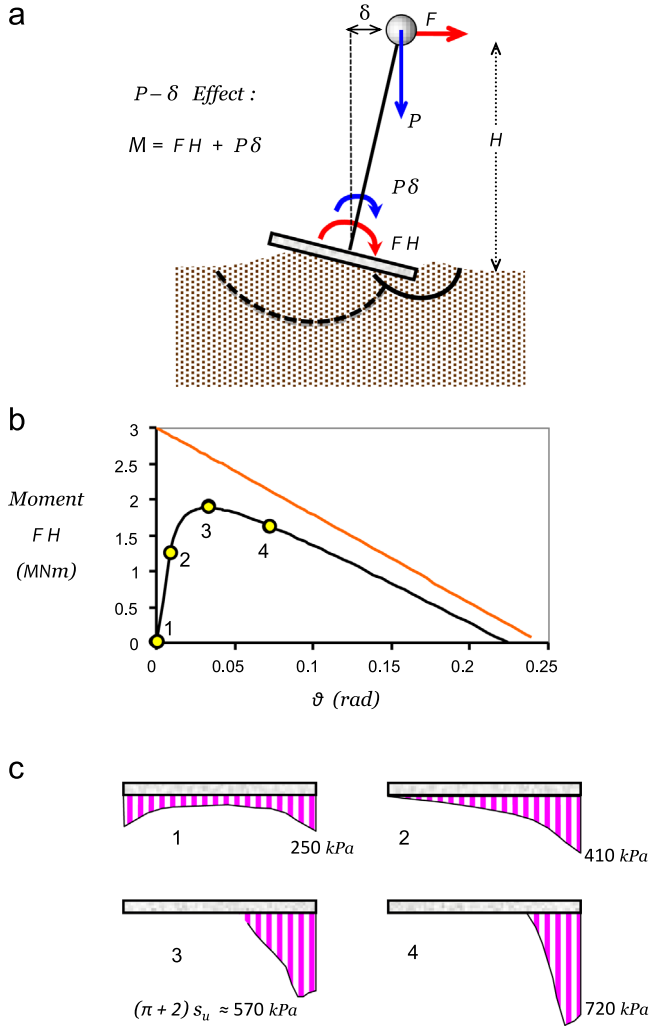 a
δ
F
P – δ Effect :
P
M = F H + P δ
H
P δ
F H
b
3
2.5
2
1.5
1
0.5
0
Moment
F H
(MNm)
1
2
3
4
0 0.05 0.1 0.15 0.2 0.25
ϑ (rad)
c
1
250 kPa
2
410 kPa
3
(π + 2) su ≈ 570 kPa
4
720 kPa